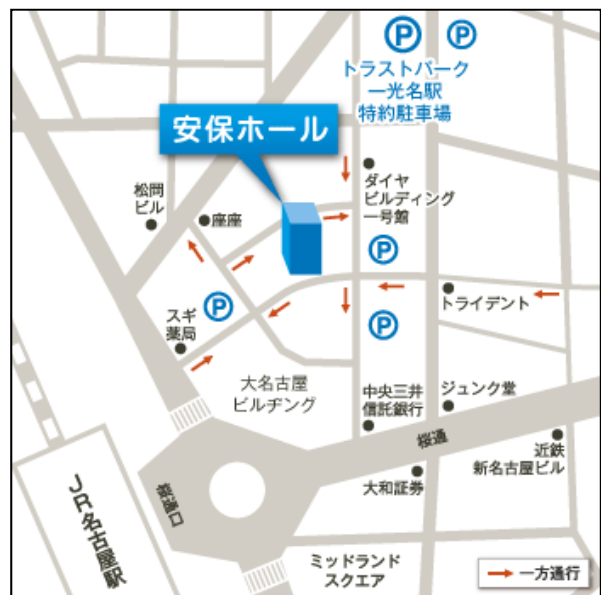 P
P
トラストパーク
一光名駅
特約駐車場
安保ホール
ダイヤ
ビルディング
一号館
松岡
ビル
座座
P
P
スギ
薬局
トライデント
P
大名古屋
ビルヂング
中央三井
信託銀行
ジュンク堂
桜通
近鉄
新名古屋ビル
大和証券
JR名古屋駅
桜通口
ミッドランド
スクエア
一方通行